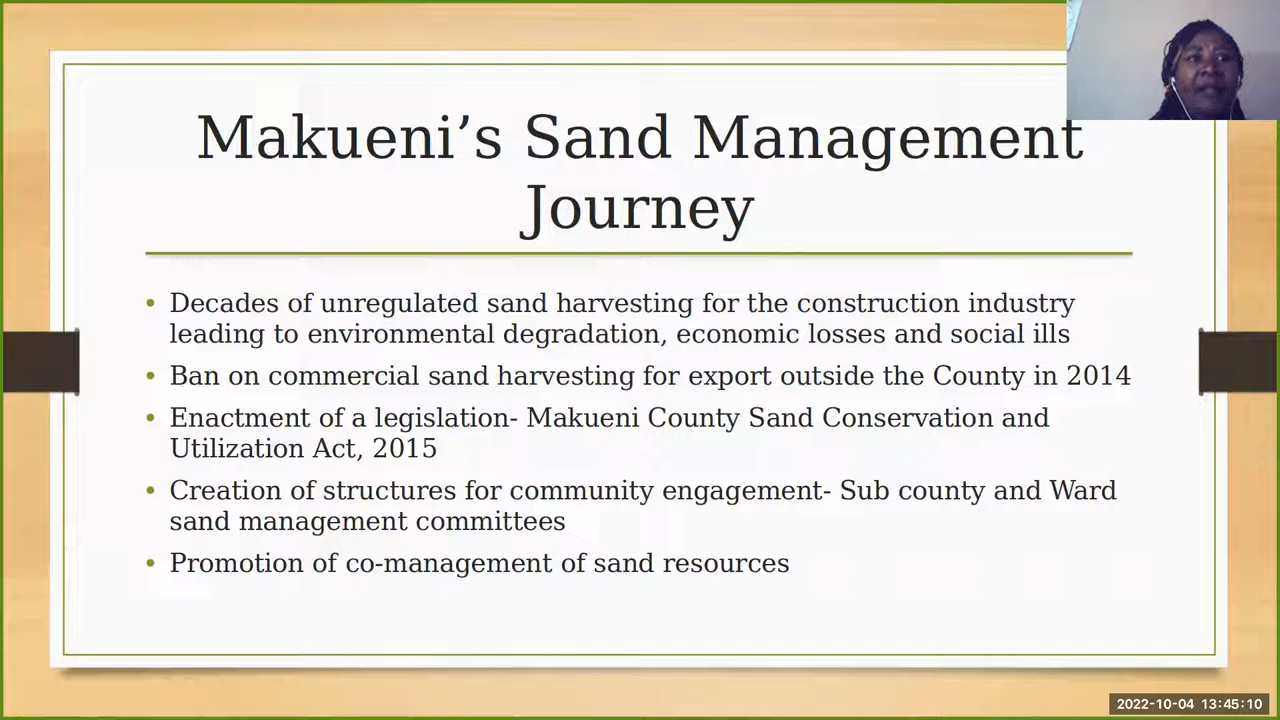 Makueni’s Sand Management
Journey
• Decades of unregulated sand harvesting for the construction industry
leading to environmental degradation, economic losses and social ills
• Ban on commercial sand harvesting for export outside the County in 2014
• Enactment of a legislation- Makueni County Sand Conservation and
Utilization Act, 2015
• Creation of structures for community engagement- Sub county and Ward
sand management committees
• Promotion of co-management of sand resources
2022-10-04 13:45:10